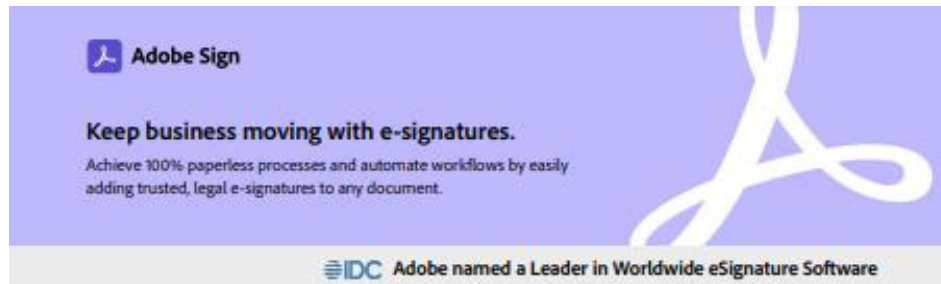 Adobe Sign
Keep business moving with e-signatures.
Achieve 100% paperless processes and automate workflows by easily
adding trusted, legal e-signatures to any document.
IDC Adobe named a Leader in Worldwide eSignature Software